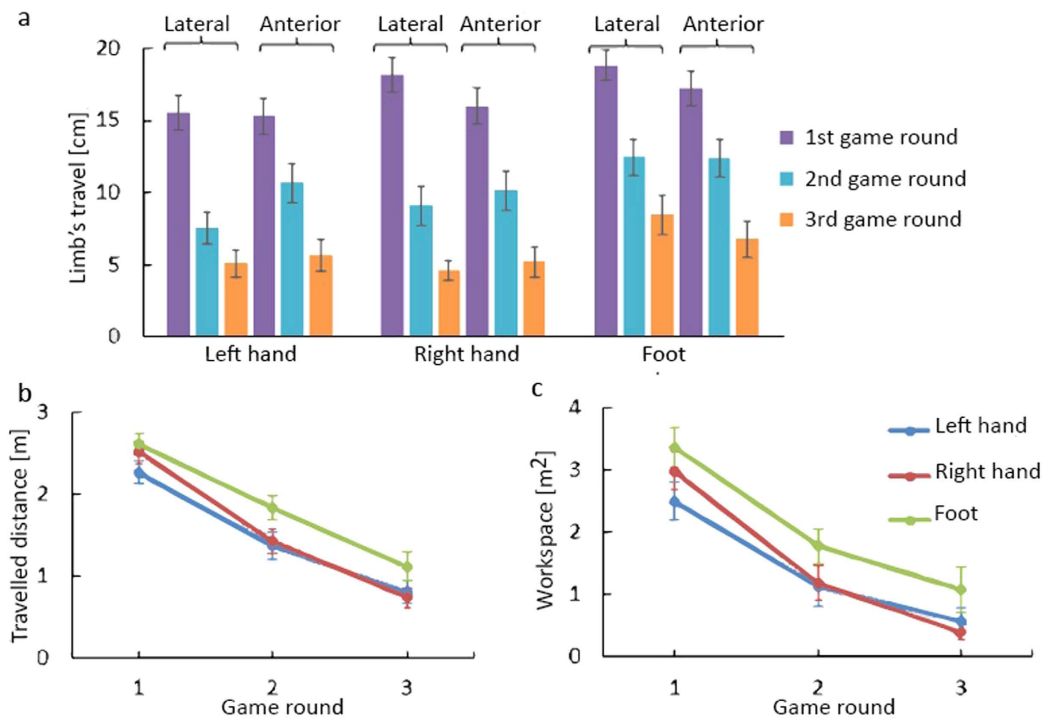 a
Lateral Anterior Lateral Anterior Lateral Anterior
20
15
10
5
0
Limb's travel [cm]
1st game round
2nd game round
3rd game round
Left hand Right hand Foot
b
3
2
1
0
Travelled distance [m]
1 2 3
Game round
c
4
3
2
1
0
Workspace [m²]
Left hand
Right hand
Foot
1 2 3
Game round